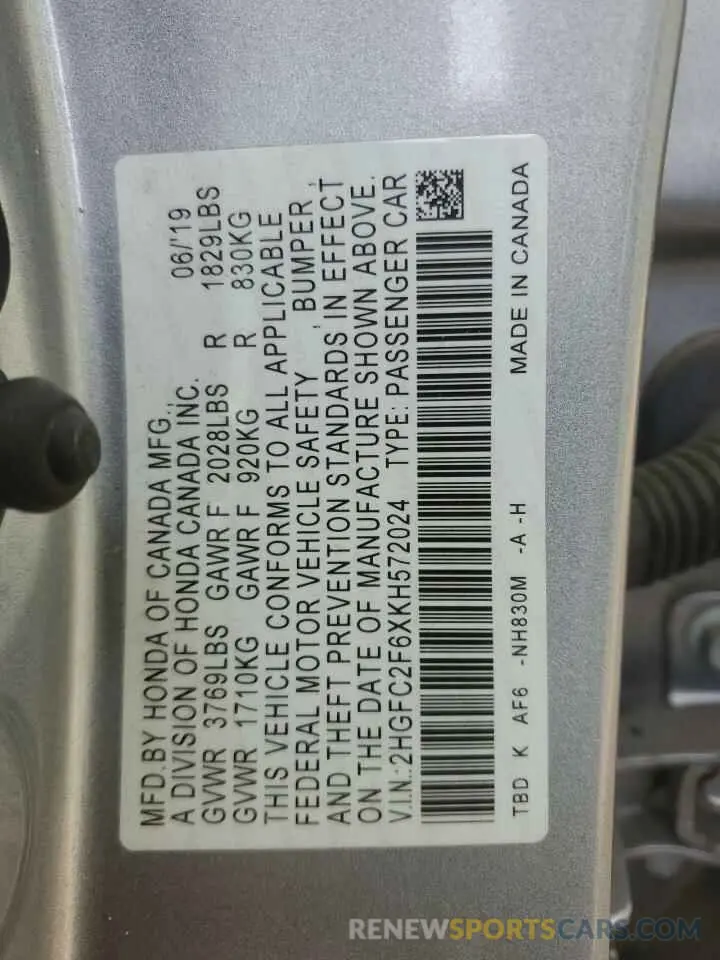 MFD.BY HONDA OF CANADA MFG.,
A DIVISION OF HONDA CANADA INC. 06/'19
GVWR 3769LBS GAWR F 2028LBS R 1829LBS
GVWR 1710KG GAWR F 920KG R 830KG
THIS VEHICLE CONFORMS TO ALL APPLICABLE
FEDERAL MOTOR VEHICLE SAFETY , BUMPER ,
AND THEFT PREVENTION STANDARDS IN EFFECT
ON THE DATE OF MANUFACTURE SHOWN ABOVE.
V.I.N.:2HGFC2F6XKH572024 TYPE: PASSENGER CAR
TBD K AF6 -NH830M -A -H MADE IN CANADA
RENEWSPORTSCARS.COM